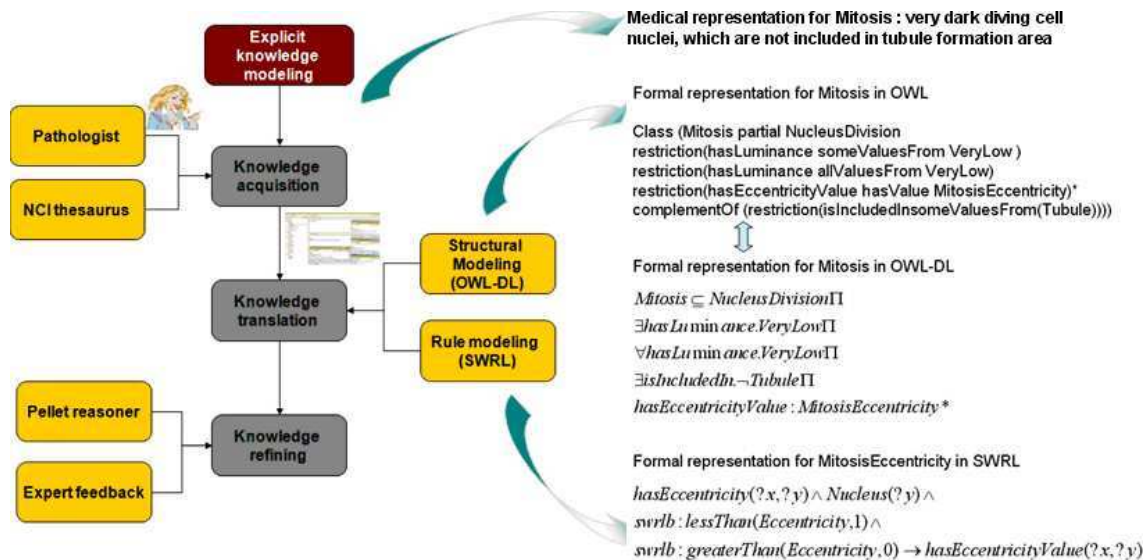 Explicit
knowledge
modeling
Pathologist
NCI thesaurus
Knowledge
acquisition
Structural
Modeling
(OWL-DL)
Rule modeling
(SWRL)
Knowledge
translation
Pellet reasoner
Expert feedback
Knowledge
refining
Medical representation for Mitosis : very dark diving cell
nuclei, which are not included in tubule formation area
Formal representation for Mitosis in OWL
Class (Mitosis partial NucleusDivision
restriction(hasLuminance someValuesFrom VeryLow )
restriction(hasLuminance allValuesFrom VeryLow)
restriction(hasEccentricityValue hasValue MitosisEccentricity)*
complementOf (restriction(isIncludedInsomeValuesFrom(Tubule))))
Formal representation for Mitosis in OWL-DL
Mitosis ⊆ NucleusDivisionΠ
∃hasLuminance.VeryLowΠ
∀hasLuminance.VeryLowΠ
∃isIncludedIn.¬TubuleΠ
hasEccentricityValue : MitosisEccentricity *
Formal representation for MitosisEccentricity in SWRL
hasEccentricity(?x,?y) ∧ Nucleus(?y) ∧
swrlb : lessThan(Eccentricity,1) ∧
swrlb : greaterThan(Eccentricity,0) → hasEccentricityValue(?x,?y)